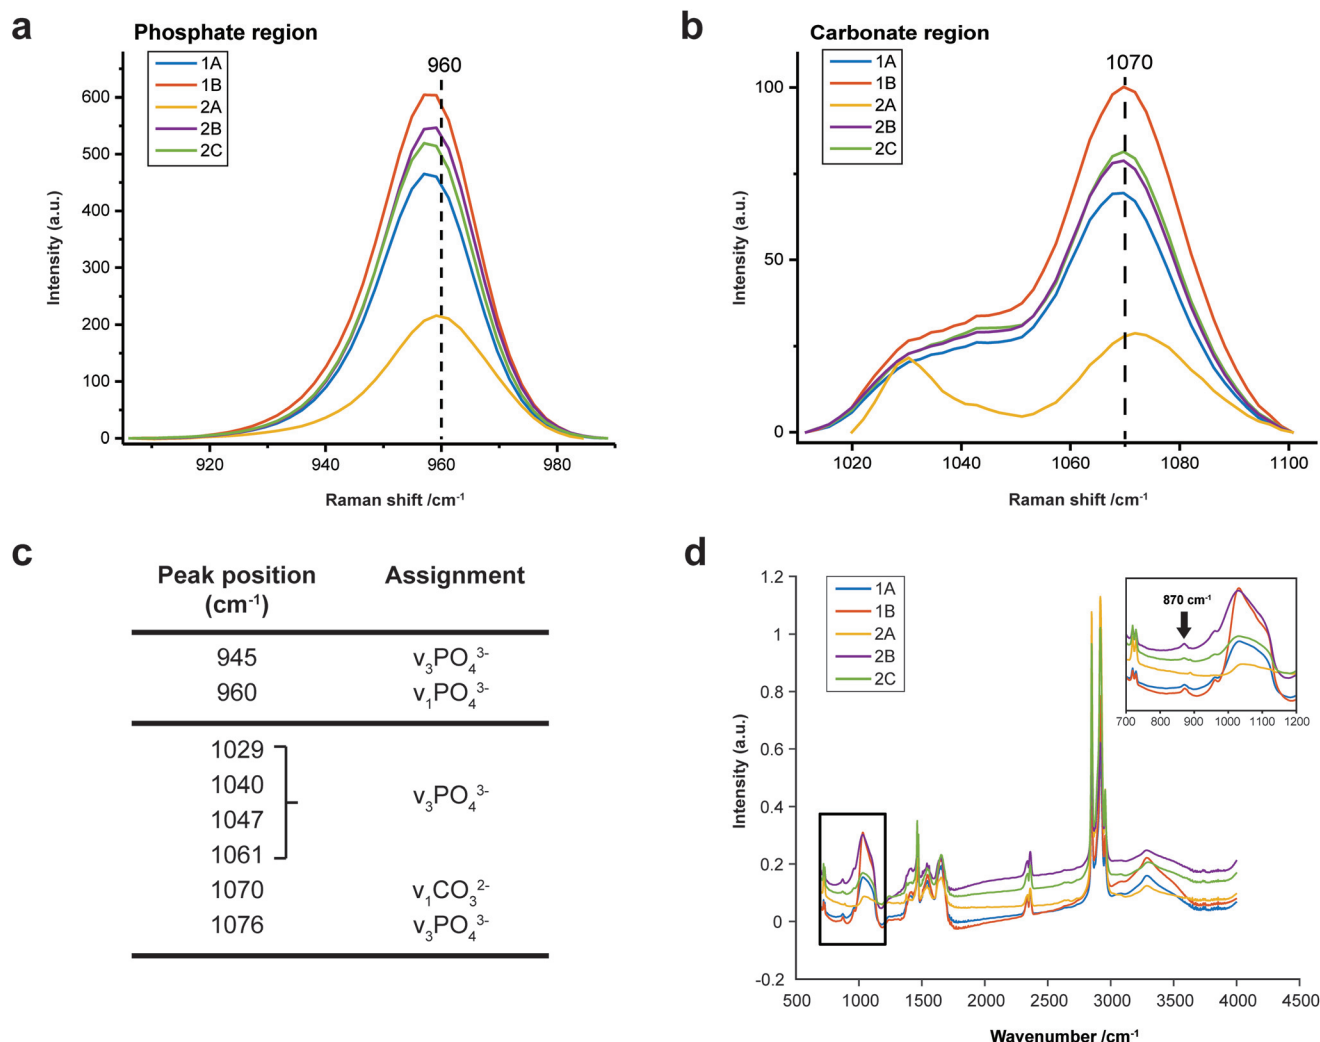 a
Phosphate region
1A
1B
2A
2B
2C
960
600
500
400
300
200
100
0
920
940
960
980
Intensity (a.u.)
Raman shift /cm⁻¹
b
Carbonate region
1A
1B
2A
2B
2C
1070
100
50
0
1020
1040
1060
1080
1100
Intensity (a.u.)
Raman shift /cm⁻¹
c
Peak position
(cm⁻¹)
Assignment
945 v₃PO₄³⁻
960 v₁PO₄³⁻
1029
1040
v₃PO₄³⁻
1047
1061
1070 v₁CO₃²⁻
1076 v₃PO₄³⁻
d
1A
1B
2A
2B
2C
870 cm⁻¹
700 800 900 1000 1100 1200
1.2
1
0.8
0.6
0.4
0.2
0
-0.2
500 1000 1500 2000 2500 3000 3500 4000 4500
Intensity (a.u.)
Wavenumber /cm⁻¹